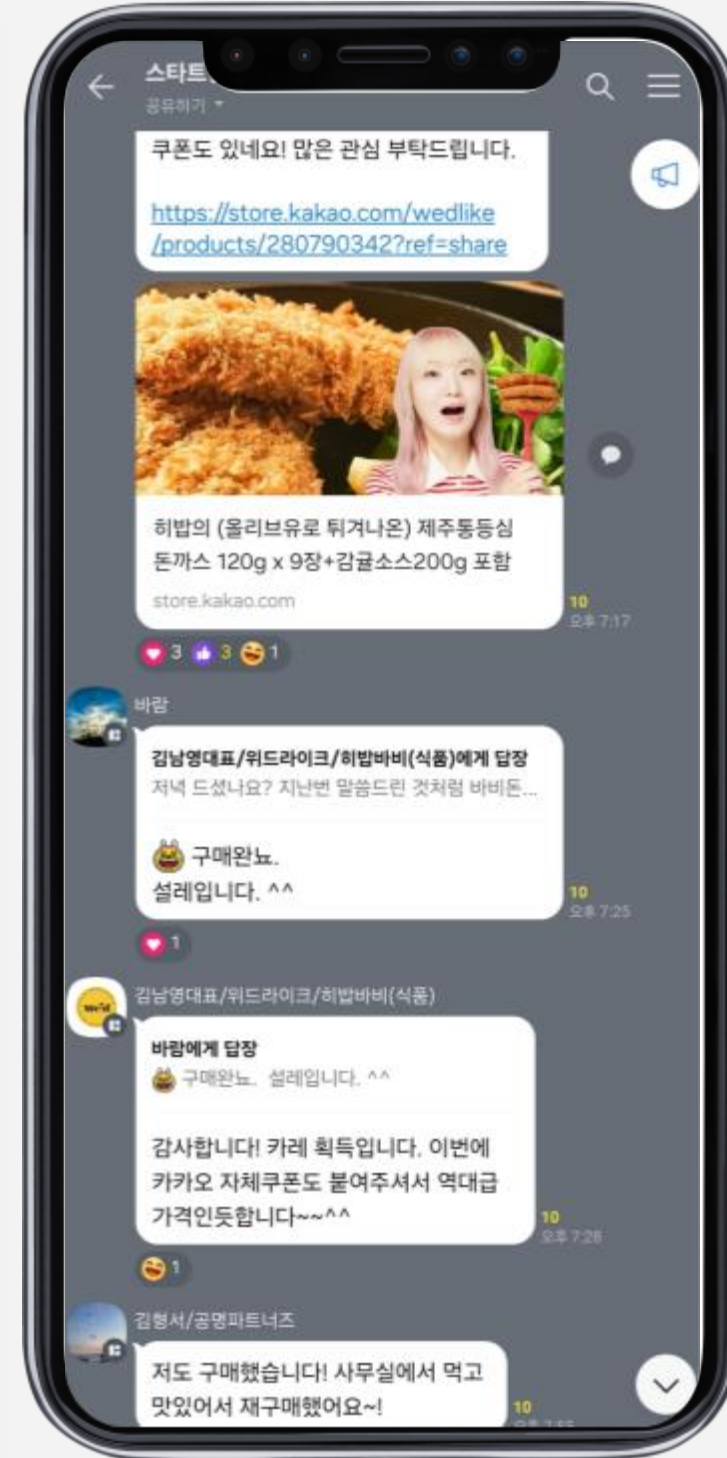 스타트
공유하기
쿠폰도 있네요! 많은 관심 부탁드립니다.
https://store.kakao.com/wedlike
/products/280790342?ref=share
히밥의 (올리브유로 튀겨나온) 제주통등심
돈까스 120g x 9장+감귤소스200g 포함
store.kakao.com
10
오후 7:17
3 3 1
바람
김남영대표/위드라이크/히밥바비(식품)에게 답장
저녁 드셨나요? 지난번 말씀드린 것처럼 바비돈...
구매완뇨.
설레입니다. ^^
10
오후 7:25
1
We'd
김남영대표/위드라이크/히밥바비(식품)
바람에게 답장
구매완뇨. 설레입니다. ^^
감사합니다! 카레 획득입니다. 이번에
카카오 자체쿠폰도 붙여주셔서 역대급
가격인듯합니다~~^^
10
오후 7:28
1
김형서/공명파트너즈
저도 구매했습니다! 사무실에서 먹고
맛있어서 재구매했어요~!
10